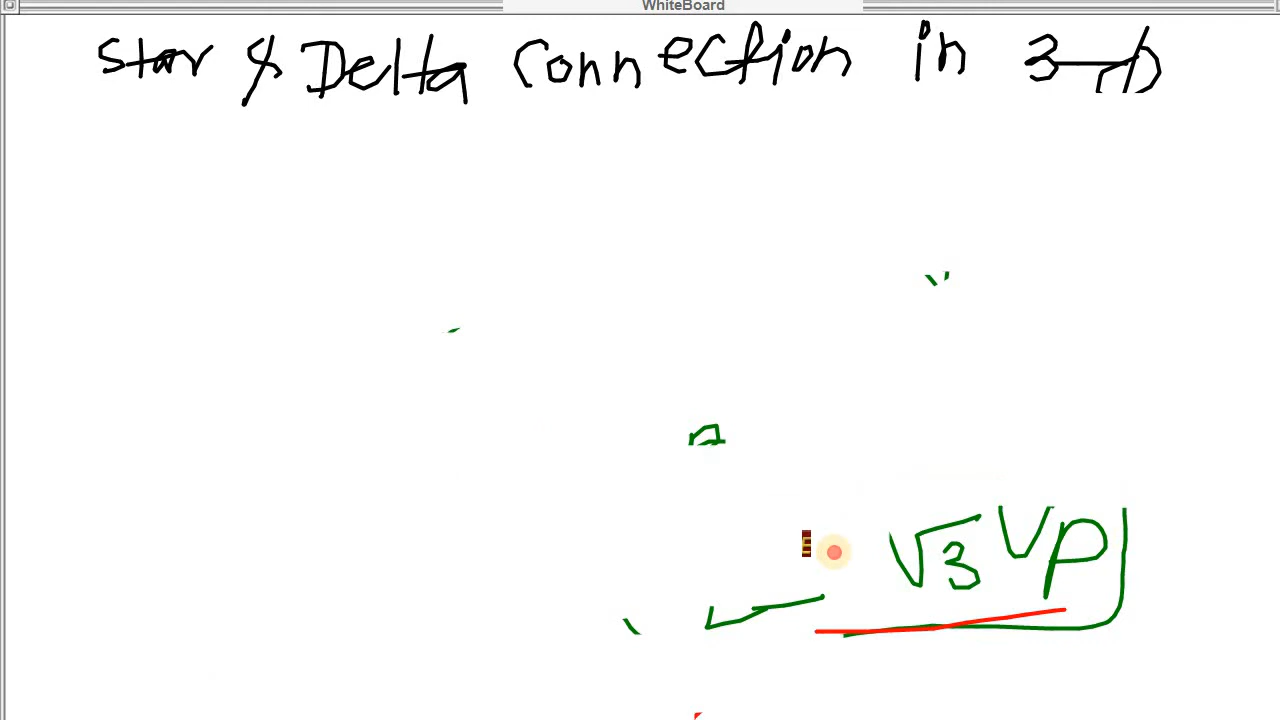 WhiteBoard
Star & Delta Connection in 3-ф
√3 Vp